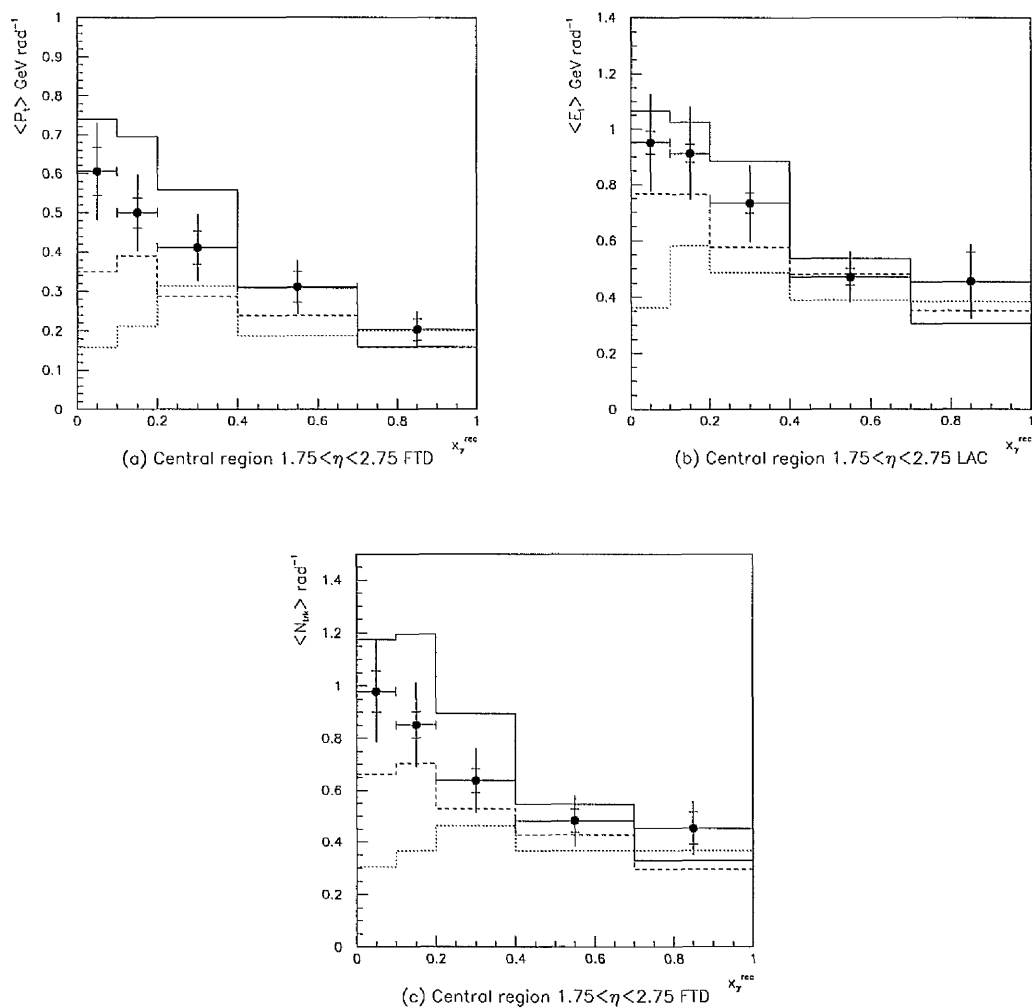 <P_t> GeV rad⁻¹
1
0.9
0.8
0.7
0.6
0.5
0.4
0.3
0.2
0.1
0
0 0.2 0.4 0.6 0.8 1
x_γ^rec
(a) Central region 1.75<η<2.75 FTD
<E_t> GeV rad⁻¹
1.4
1.2
1
0.8
0.6
0.4
0.2
0
0 0.2 0.4 0.6 0.8 1
x_γ^rec
(b) Central region 1.75<η<2.75 LAC
<N_trk> rad⁻¹
1.4
1.2
1
0.8
0.6
0.4
0.2
0
0 0.2 0.4 0.6 0.8 1
x_γ^rec
(c) Central region 1.75<η<2.75 FTD